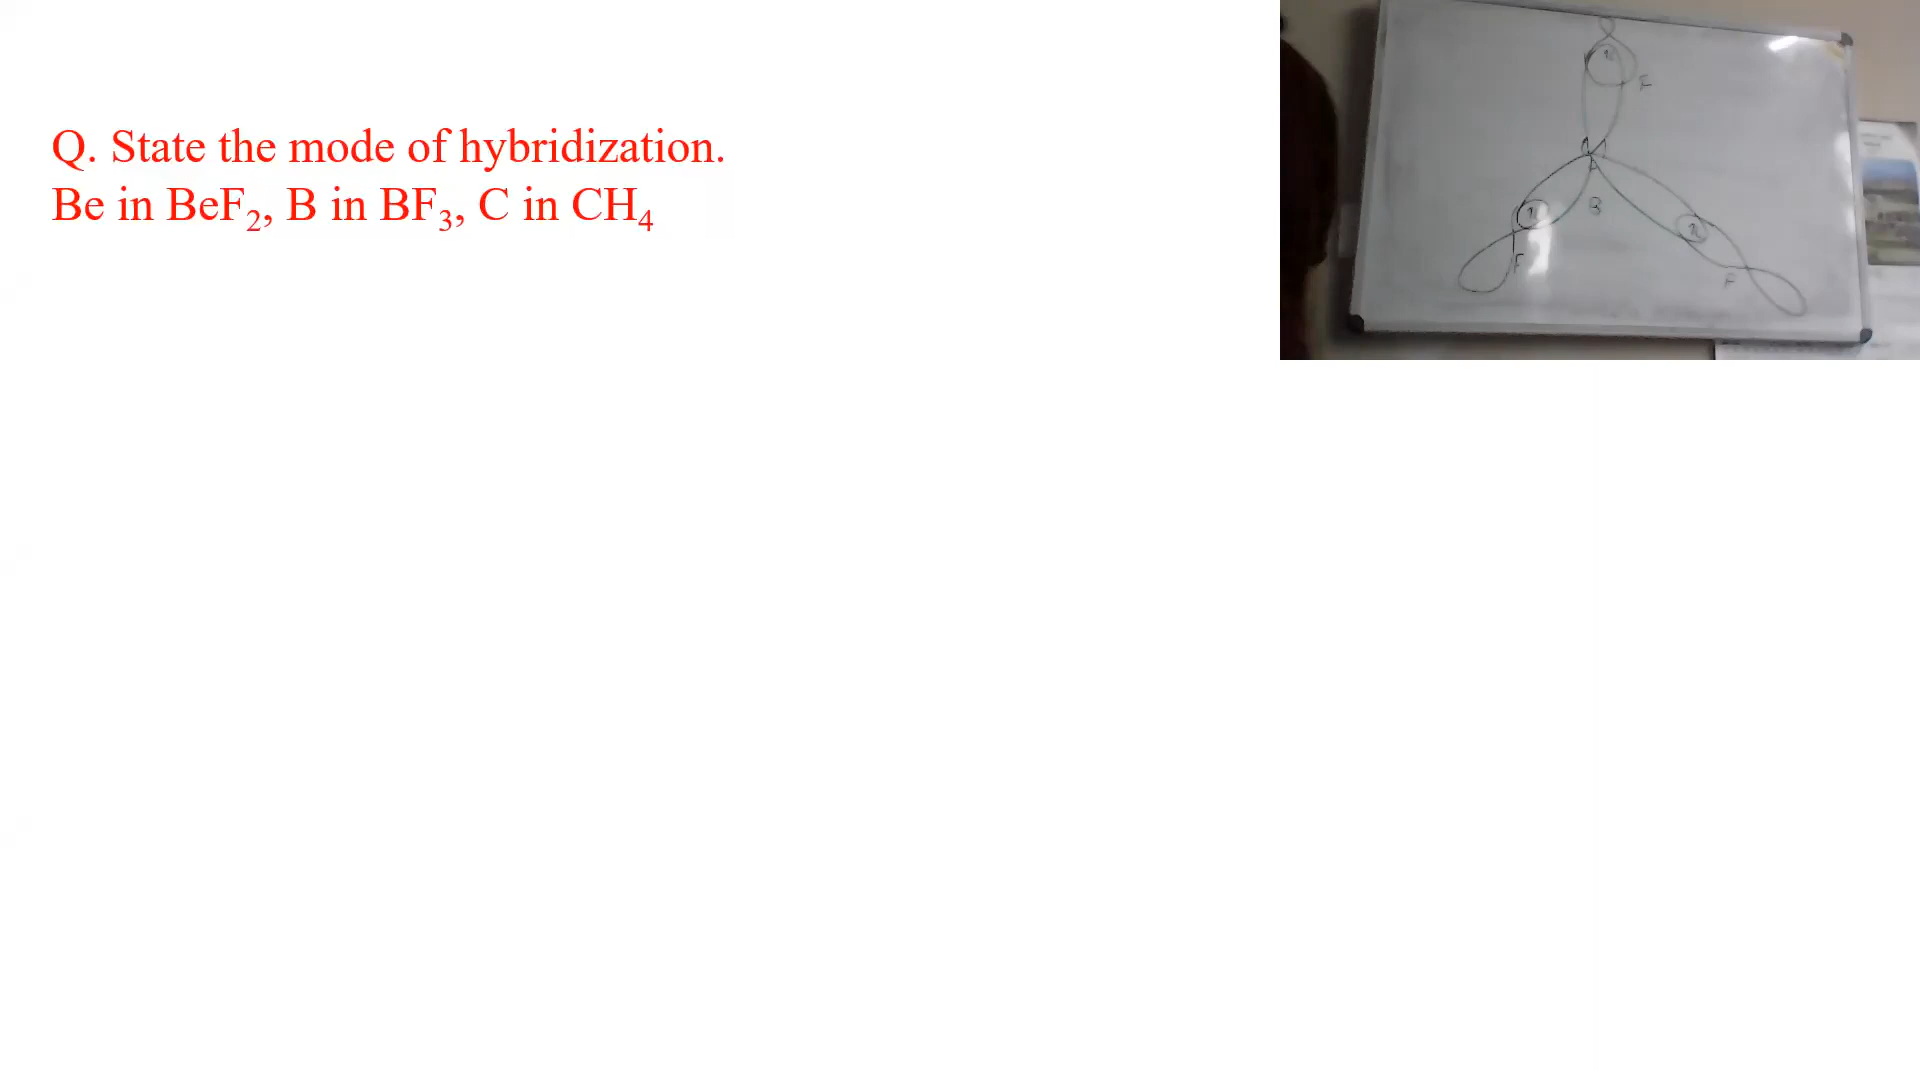 Q. State the mode of hybridization.
Be in BeF₂, B in BF₃, C in CH₄
F
B
F
F